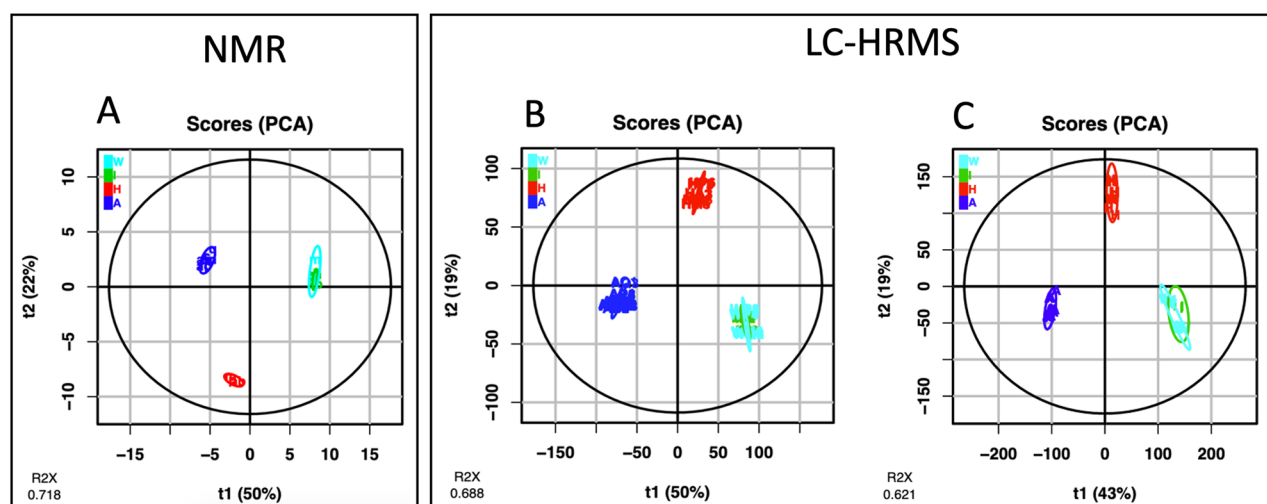 NMR
LC-HRMS
A
Scores (PCA)
W
I
H
A
10
5
0
−5
−10
t2 (22%)
−15
−5
0
5
10
15
R2X
0.718
t1 (50%)
B
Scores (PCA)
W
I
H
A
100
50
0
−50
−100
t2 (19%)
−150
−50
0
50
100
R2X
0.688
t1 (50%)
C
Scores (PCA)
W
I
H
A
150
50
0
−50
−150
t2 (19%)
−200
−100
0
100
200
R2X
0.621
t1 (43%)